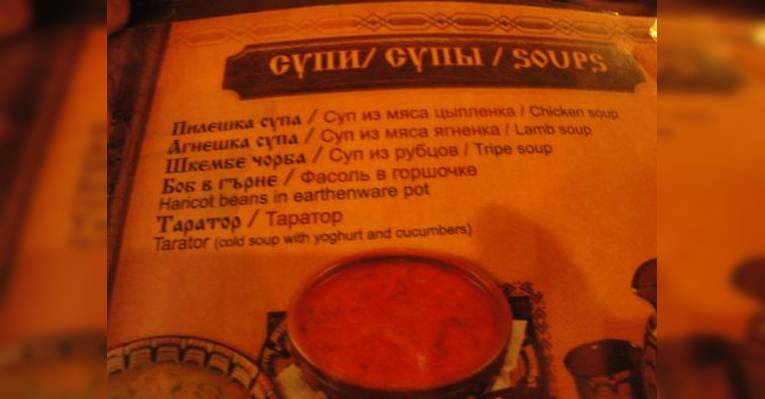 СУПИ/ СУПЫ / SOUPS
Пилешка супа / Суп из мяса цыпленка / Chicken soup
Агнешка супа / Суп из мяса ягненка / Lamb soup
Шкембе чорба / Суп из рубцов / Tripe soup
Боб в гърне / Фасоль в горшочке
Haricot beans in earthenware pot
Таратор / Таратор
Tarator (cold soup with yoghurt and cucumbers)